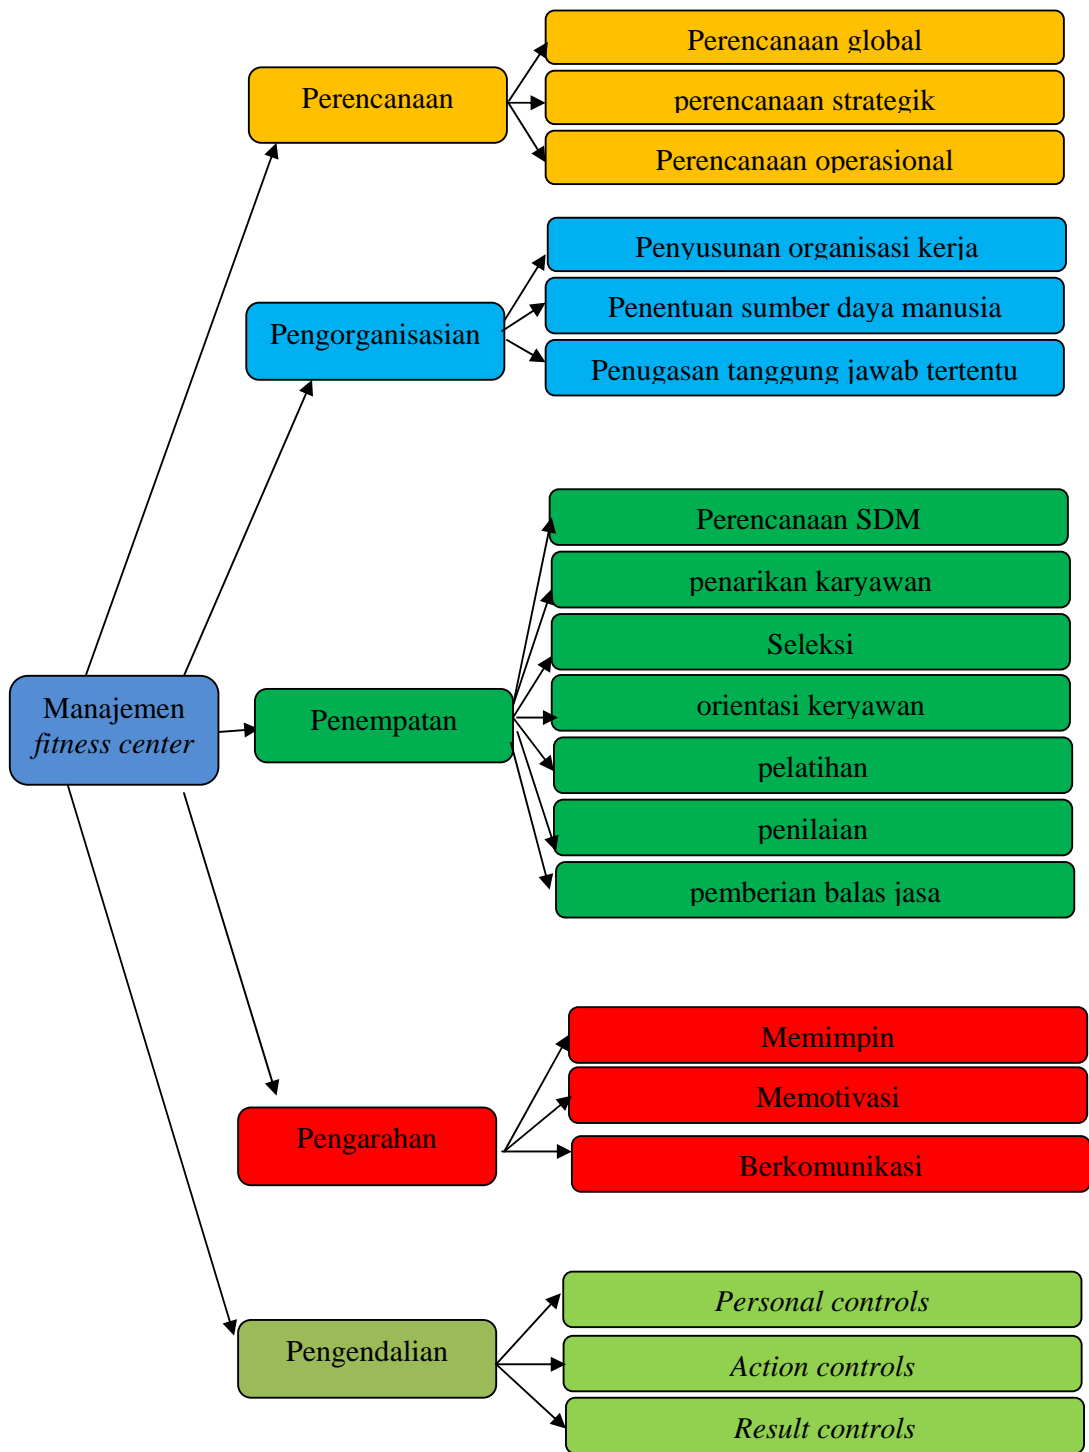 Perencanaan global
Perencanaan
perencanaan strategik
Perencanaan operasional
Penyusunan organisasi kerja
Pengorganisasian
Penentuan sumber daya manusia
Penugasan tanggung jawab tertentu
Perencanaan SDM
penarikan karyawan
Seleksi
Manajemen
fitness center
Penempatan
orientasi keryawan
pelatihan
penilaian
pemberian balas jasa
Memimpin
Pengarahan
Memotivasi
Berkomunikasi
Personal controls
Pengendalian
Action controls
Result controls